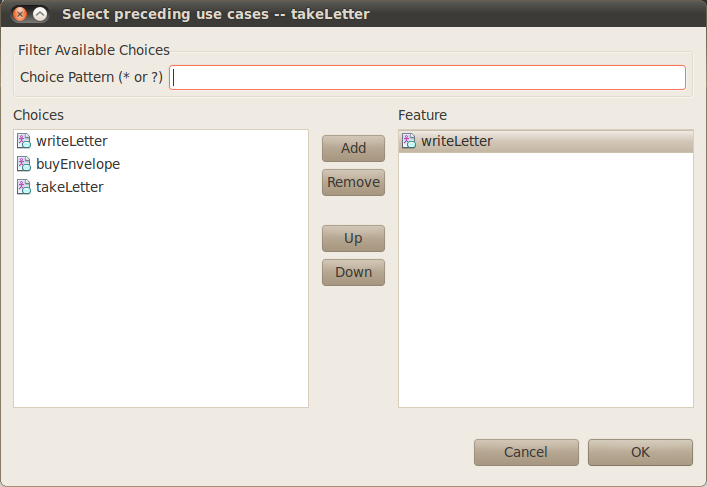 Select preceding use cases -- takeLetter
Filter Available Choices
Choice Pattern (* or ?)
Choices
writeLetter
buyEnvelope
takeLetter
Add
Remove
Up
Down
Feature
writeLetter
Cancel
OK